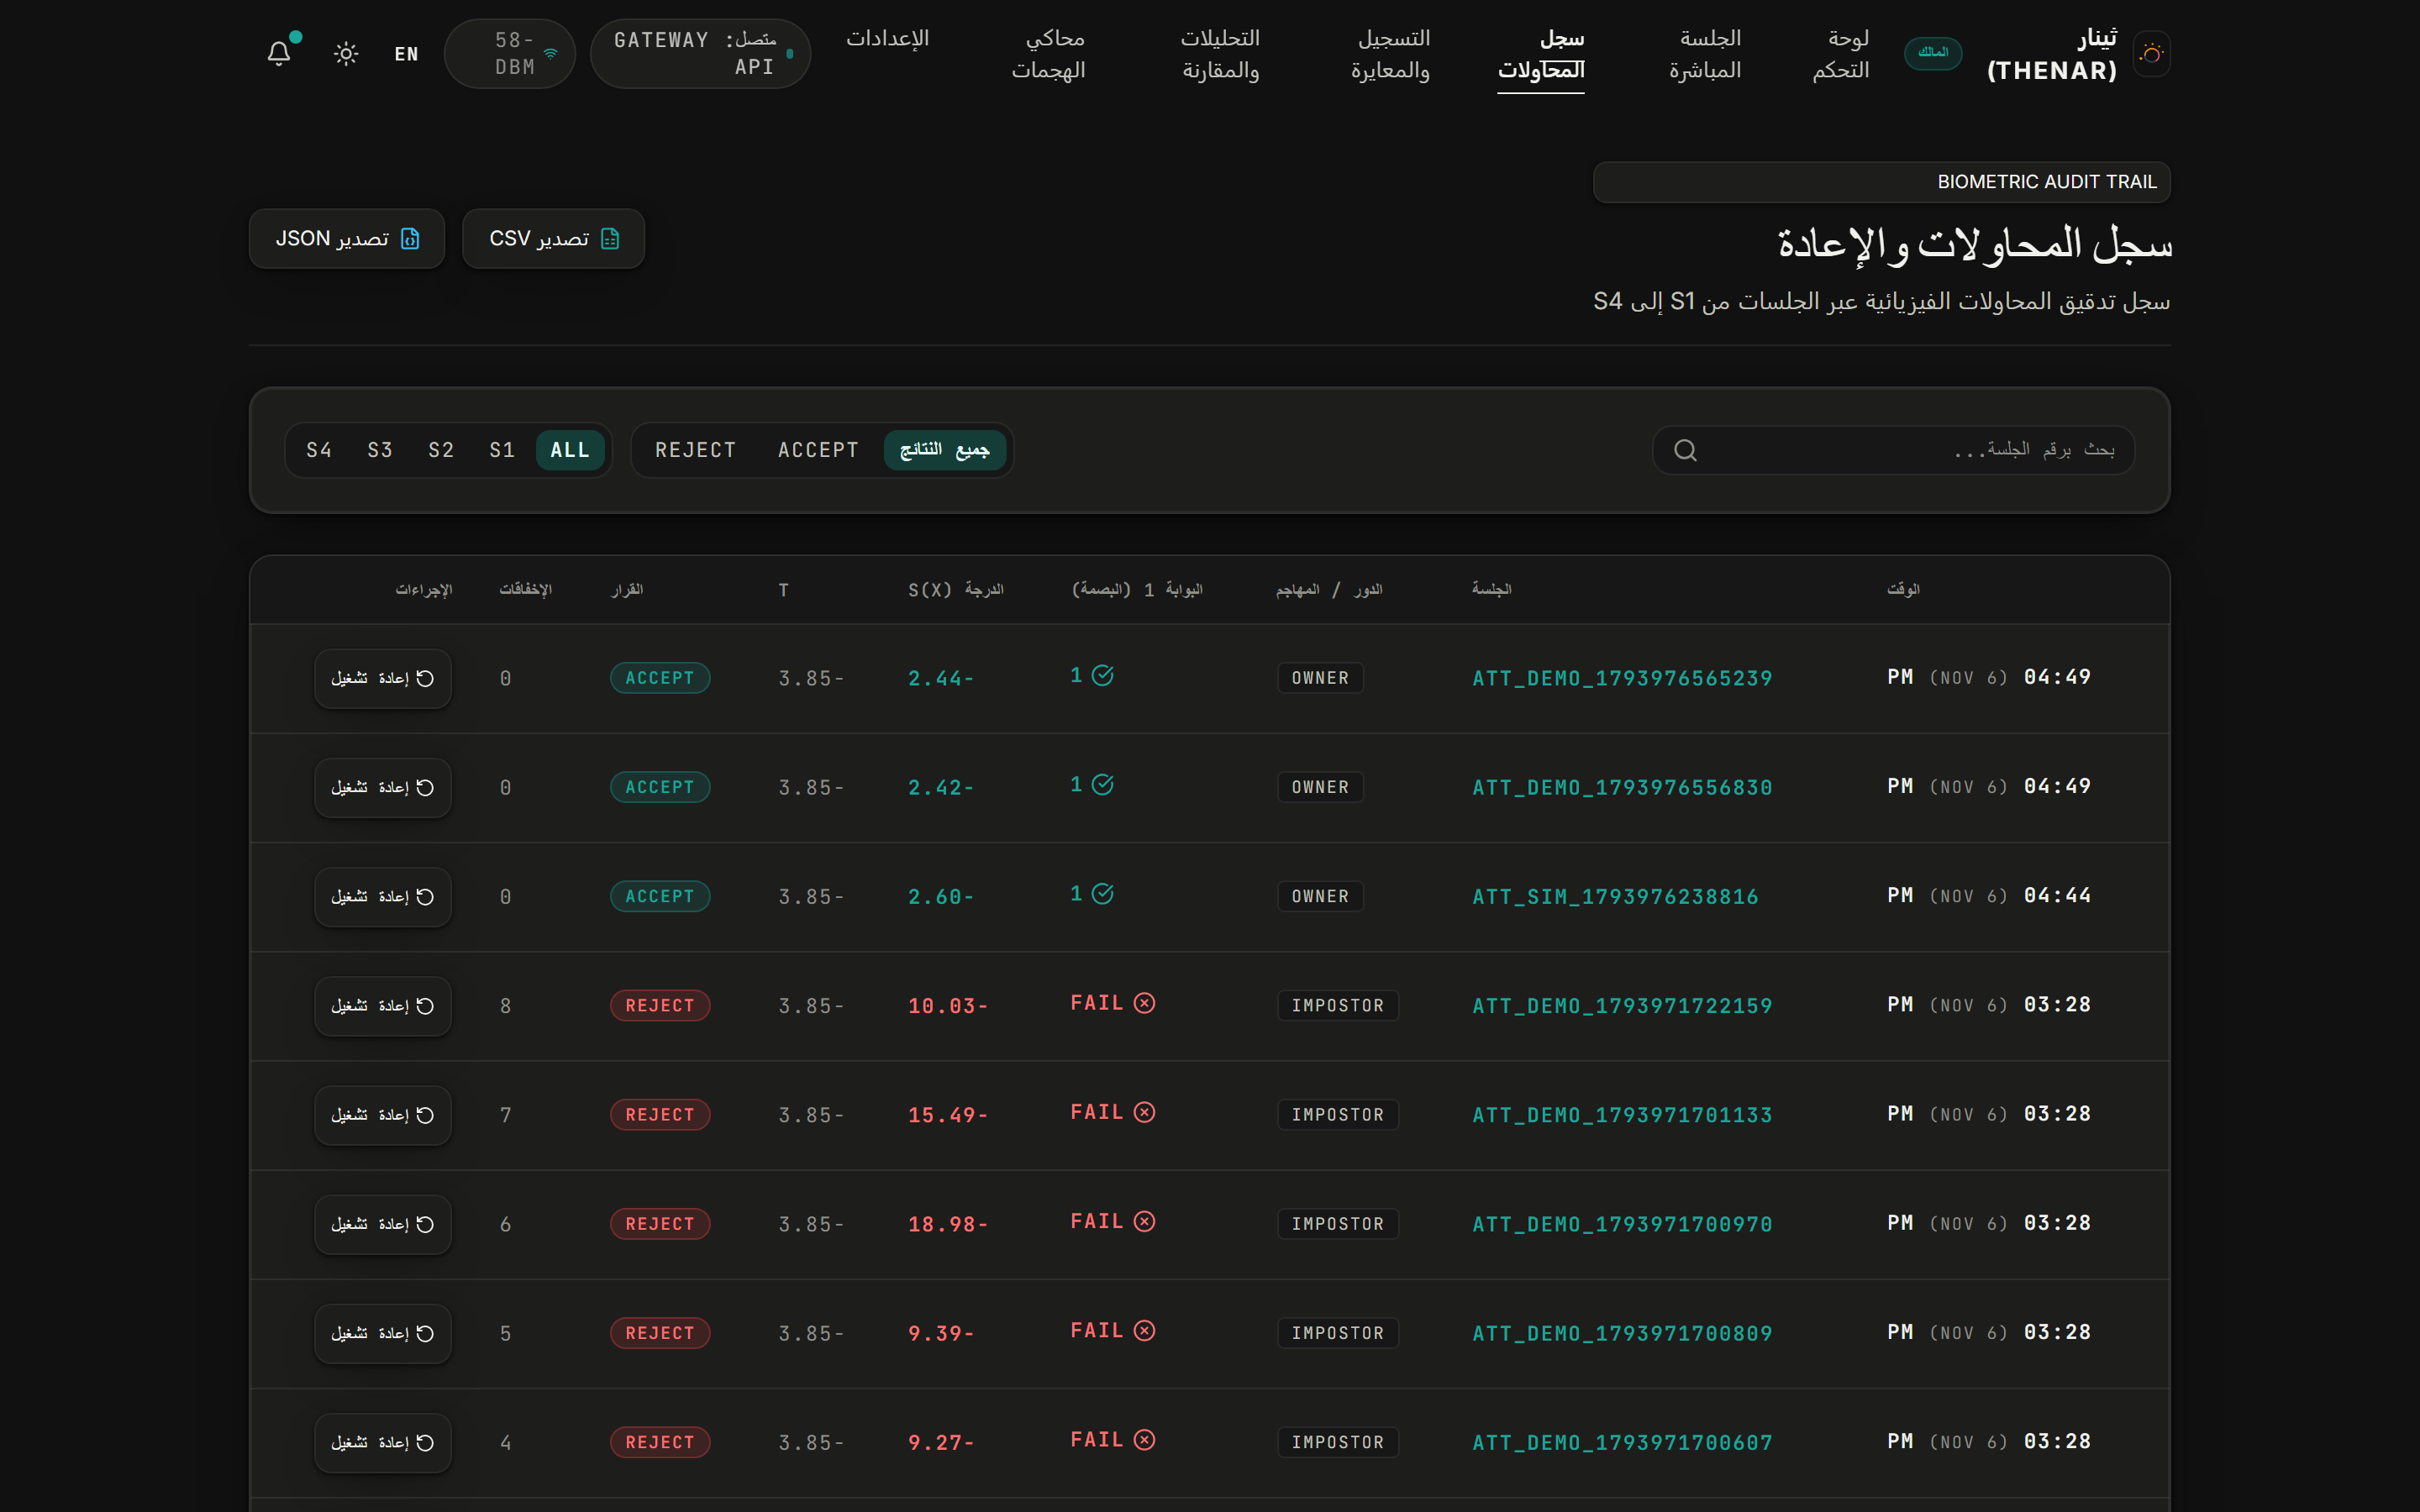 ثينار
(THENAR)
المالك
لوحة
التحكم
الجلسة
المباشرة
سجل
المحاولات
التسجيل
والمعايرة
التحليلات
والمقارنة
محاكي
الهجمات
الإعدادات
متصل: GATEWAY
API
58-
DBM
EN
BIOMETRIC AUDIT TRAIL
سجل المحاولات والإعادة
سجل تدقيق المحاولات الفيزيائية عبر الجلسات من S1 إلى S4
تصدير CSV
تصدير JSON
بحث برقم الجلسة...
جميع النتائج ACCEPT REJECT
ALL S1 S2 S3 S4
الوقت الجلسة الدور / المهاجم البوابة 1 (البصمة) الدرجة S(X) T القرار الإخفاقات الإجراءات
04:49 (NOV 6) PM ATT_DEMO_1793976565239 OWNER 1 2.44- 3.85- ACCEPT 0 إعادة تشغيل
04:49 (NOV 6) PM ATT_DEMO_1793976556830 OWNER 1 2.42- 3.85- ACCEPT 0 إعادة تشغيل
04:44 (NOV 6) PM ATT_SIM_1793976238816 OWNER 1 2.60- 3.85- ACCEPT 0 إعادة تشغيل
03:28 (NOV 6) PM ATT_DEMO_1793971722159 IMPOSTOR FAIL 10.03- 3.85- REJECT 8 إعادة تشغيل
03:28 (NOV 6) PM ATT_DEMO_1793971701133 IMPOSTOR FAIL 15.49- 3.85- REJECT 7 إعادة تشغيل
03:28 (NOV 6) PM ATT_DEMO_1793971700970 IMPOSTOR FAIL 18.98- 3.85- REJECT 6 إعادة تشغيل
03:28 (NOV 6) PM ATT_DEMO_1793971700809 IMPOSTOR FAIL 9.39- 3.85- REJECT 5 إعادة تشغيل
03:28 (NOV 6) PM ATT_DEMO_1793971700607 IMPOSTOR FAIL 9.27- 3.85- REJECT 4 إعادة تشغيل